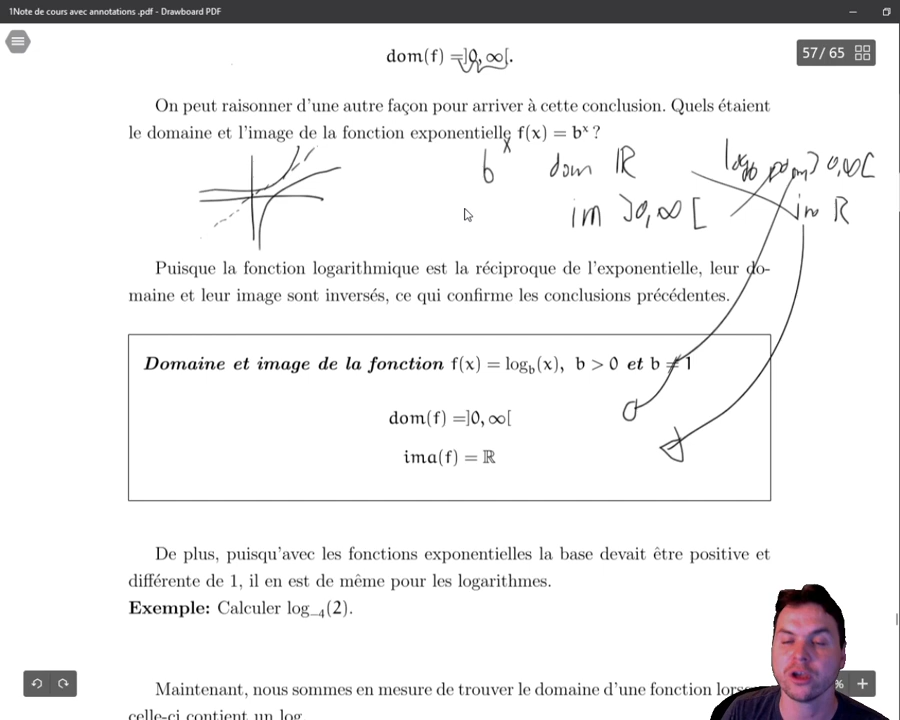 1Note de cours avec annotations .pdf - Drawboard PDF
57 / 65
dom(f) =]0, ∞[.
On peut raisonner d'une autre façon pour arriver à cette conclusion. Quels étaient
le domaine et l'image de la fonction exponentielle f(x) = bˣ ?
bˣ dom ℝ
im ]0,∞[
dom ]0,∞[
im ℝ
Puisque la fonction logarithmique est la réciproque de l'exponentielle, leur do-
maine et leur image sont inversés, ce qui confirme les conclusions précédentes.
Domaine et image de la fonction f(x) = log_b(x), b > 0 et b ≠ 1
dom(f) =]0, ∞[
ima(f) = ℝ
De plus, puisqu'avec les fonctions exponentielles la base devait être positive et
différente de 1, il en est de même pour les logarithmes.
Exemple: Calculer log₋₄(2).
Maintenant, nous sommes en mesure de trouver le domaine d'une fonction
celle-ci contient un log
%